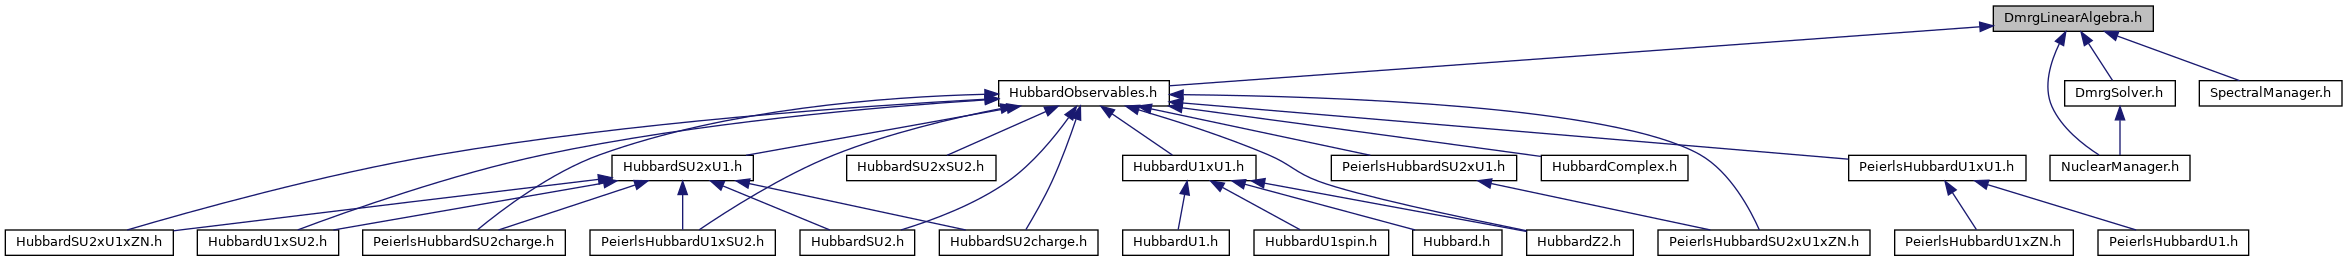 DmrgLinearAlgebra.h
HubbardObservables.h
DmrgSolver.h
SpectralManager.h
HubbardSU2xU1.h
HubbardSU2xSU2.h
HubbardU1xU1.h
PeierlsHubbardSU2xU1.h
HubbardComplex.h
PeierlsHubbardU1xU1.h
NuclearManager.h
HubbardSU2xU1xZN.h
HubbardU1xSU2.h
PeierlsHubbardSU2charge.h
PeierlsHubbardU1xSU2.h
HubbardSU2.h
HubbardSU2charge.h
HubbardU1.h
HubbardU1spin.h
Hubbard.h
HubbardZ2.h
PeierlsHubbardSU2xU1xZN.h
PeierlsHubbardU1xZN.h
PeierlsHubbardU1.h